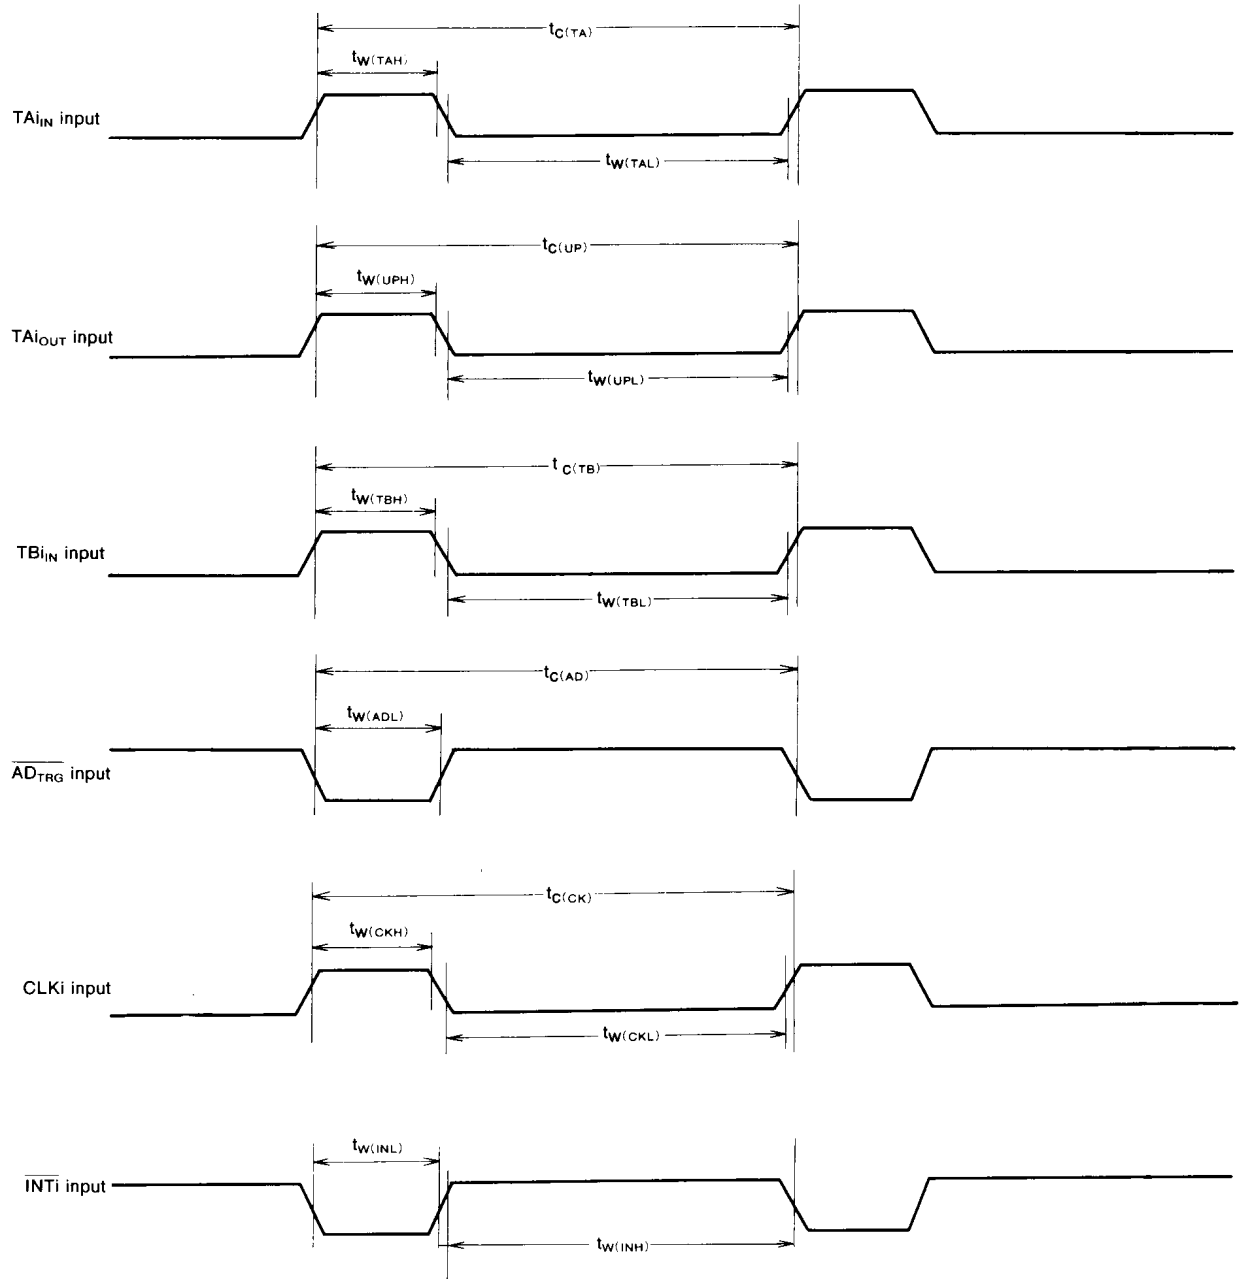 tC(TA)
tW(TAH)
TAiIN input
tW(TAL)
tC(UP)
tW(UPH)
TAiOUT input
tW(UPL)
tC(TB)
tW(TBH)
TBiIN input
tW(TBL)
tC(AD)
tW(ADL)
ADTRG input
tC(CK)
tW(CKH)
CLKi input
tW(CKL)
tW(INL)
INTi input
tW(INH)